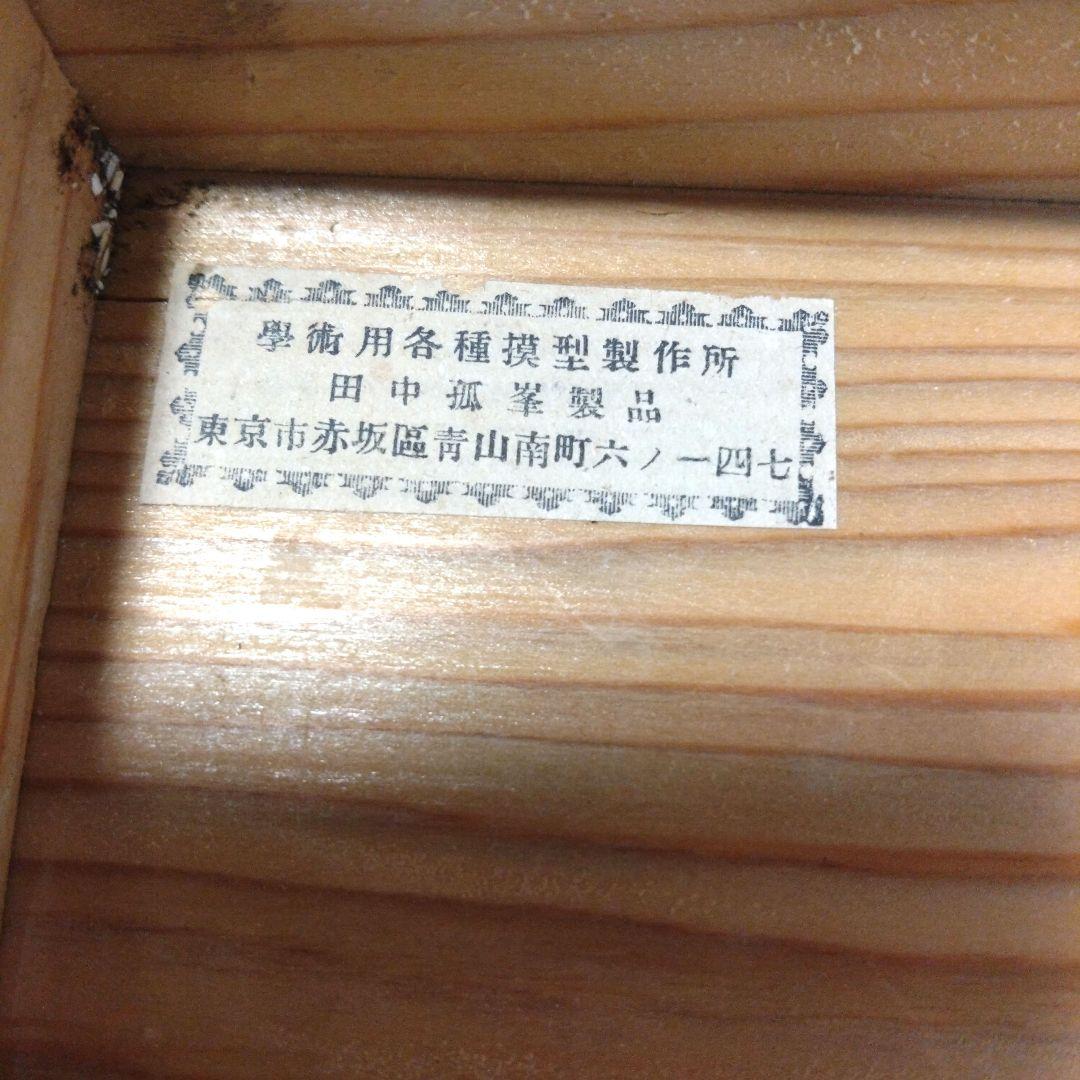 學術用各種摸型製作所
田中孤峯製品
東京市赤坂區靑山南町六ノ一四七